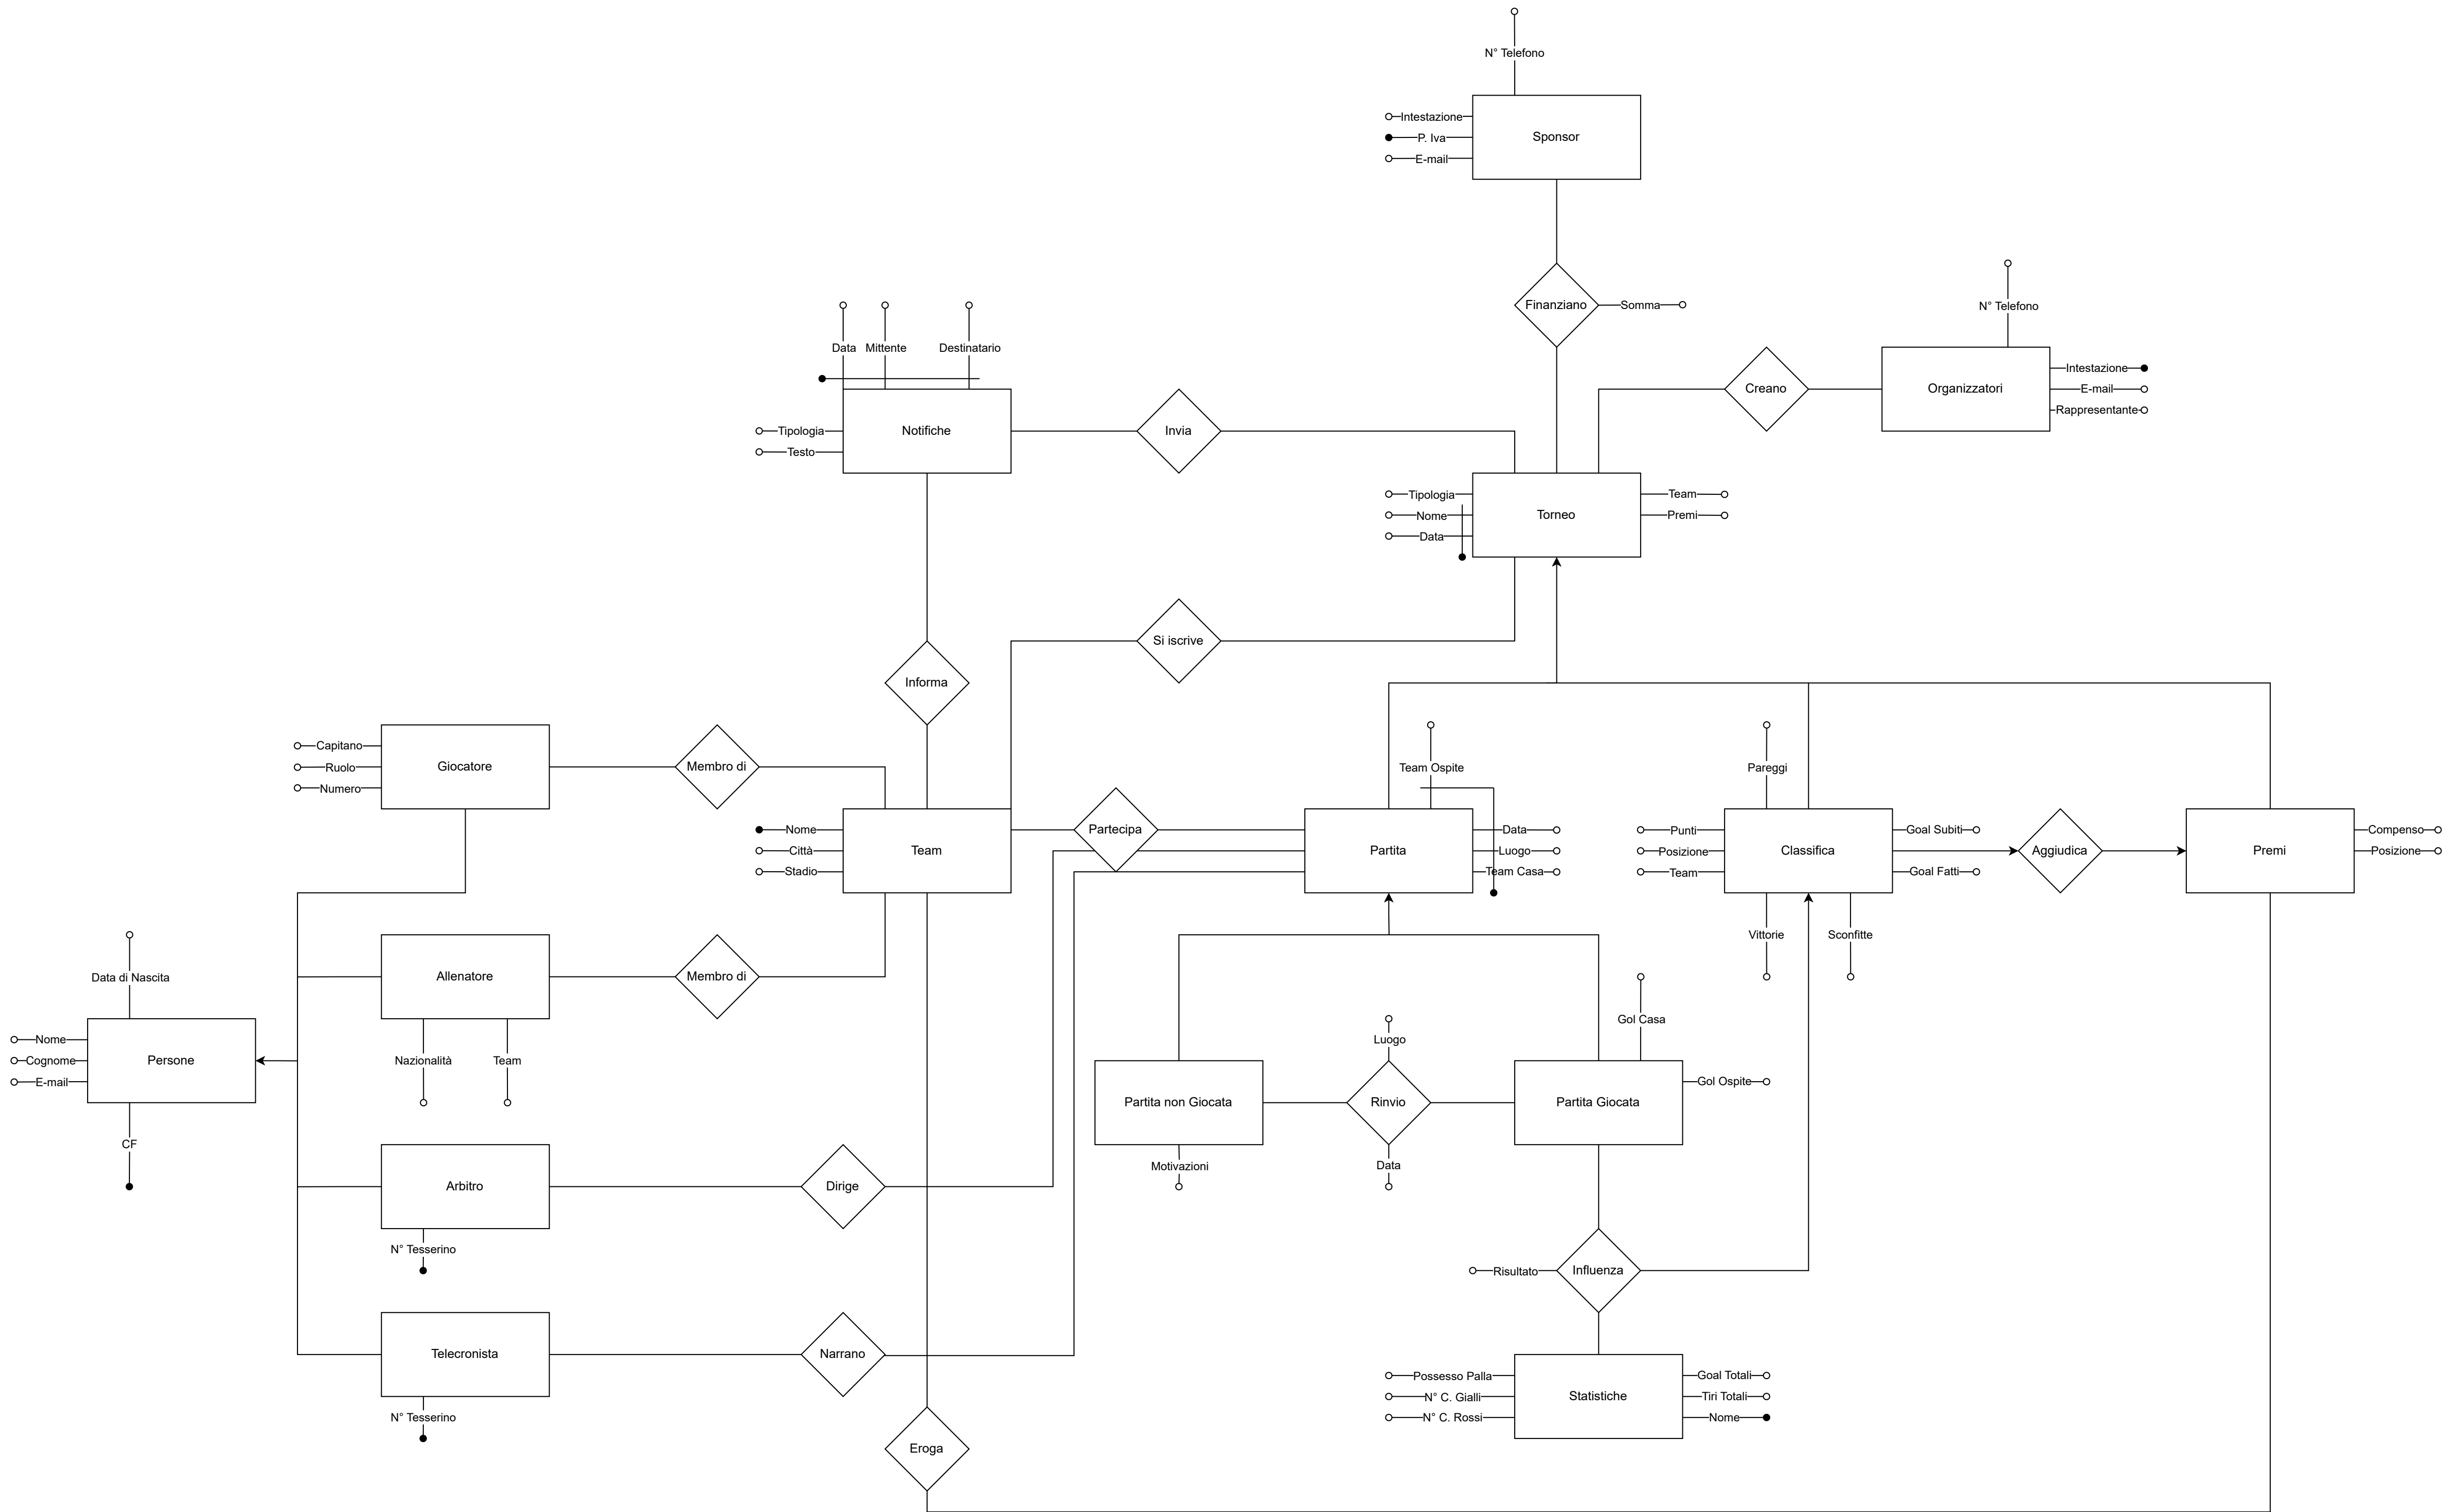 N° Telefono
Intestazione
P. Iva
E-mail
Sponsor
Finanziano
Somma
N° Telefono
Data
Mittente
Destinatario
Creano
Organizzatori
Intestazione
E-mail
Rappresentante
Tipologia
Testo
Notifiche
Invia
Tipologia
Nome
Data
Torneo
Team
Premi
Si iscrive
Informa
Capitano
Ruolo
Numero
Giocatore
Membro di
Team Ospite
Pareggi
Nome
Città
Stadio
Team
Partecipa
Partita
Data
Luogo
Team Casa
Punti
Posizione
Team
Classifica
Goal Subiti
Goal Fatti
Aggiudica
Premi
Compenso
Posizione
Vittorie
Sconfitte
Data di Nascita
Allenatore
Membro di
Nome
Cognome
E-mail
Persone
Nazionalità
Team
CF
Luogo
Gol Casa
Partita non Giocata
Rinvio
Partita Giocata
Gol Ospite
Motivazioni
Data
Arbitro
Dirige
N° Tesserino
Risultato
Influenza
Telecronista
Narrano
N° Tesserino
Possesso Palla
N° C. Gialli
N° C. Rossi
Statistiche
Goal Totali
Tiri Totali
Nome
Eroga